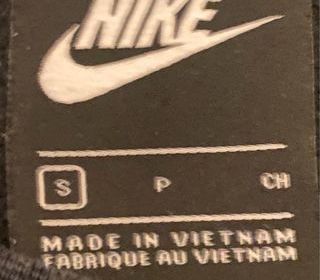 NIKE
S P CH
MADE IN VIETNAM
FABRIQUE AU VIETNAM